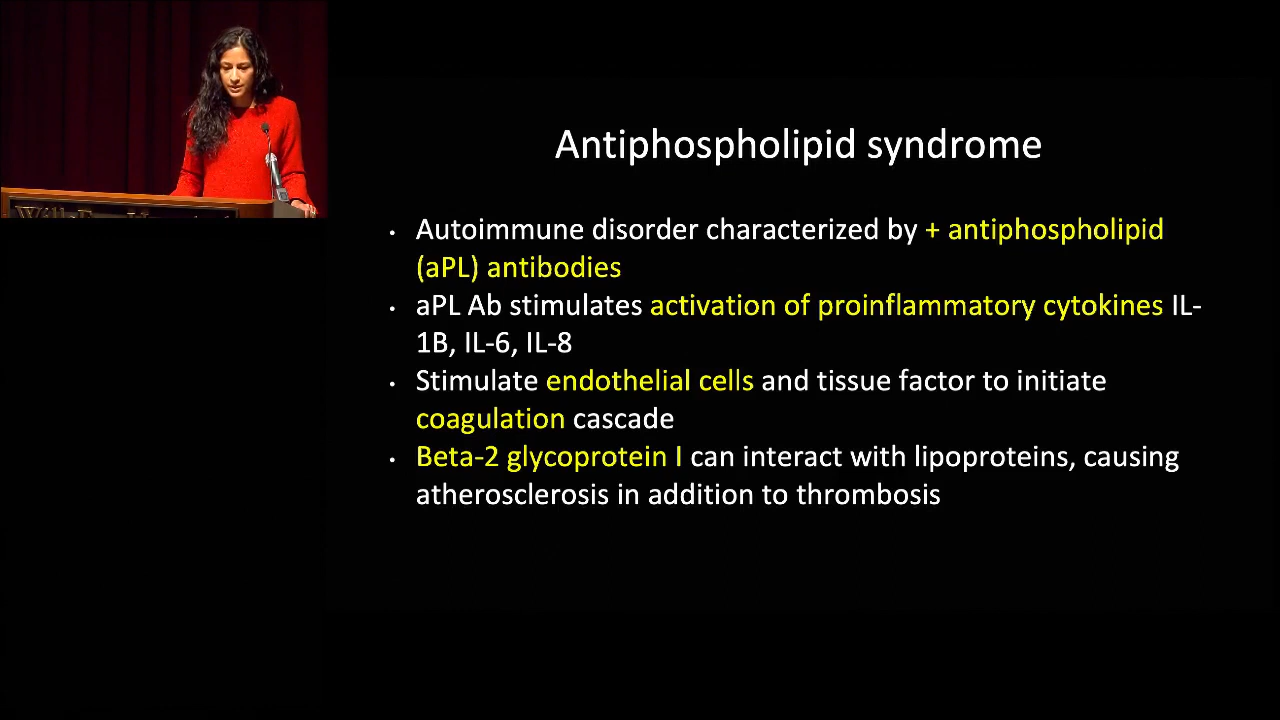 Antiphospholipid syndrome
• Autoimmune disorder characterized by + antiphospholipid
(aPL) antibodies
• aPL Ab stimulates activation of proinflammatory cytokines IL-
1B, IL-6, IL-8
• Stimulate endothelial cells and tissue factor to initiate
coagulation cascade
• Beta-2 glycoprotein I can interact with lipoproteins, causing
atherosclerosis in addition to thrombosis